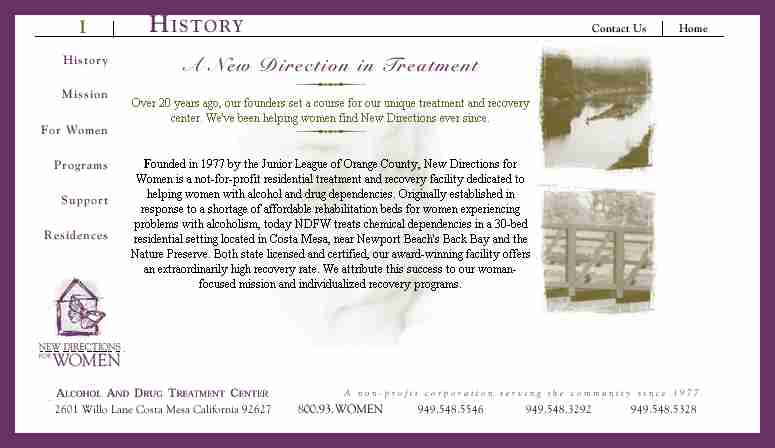 I
HISTORY
Contact Us
Home
History
Mission
For Women
Programs
Support
Residences
A New Direction in Treatment
Over 20 years ago, our founders set a course for our unique treatment and recovery
center. We've been helping women find New Directions ever since.
Founded in 1977 by the Junior League of Orange County, New Directions for
Women is a not-for-profit residential treatment and recovery facility dedicated to
helping women with alcohol and drug dependencies. Originally established in
response to a shortage of affordable rehabilitation beds for women experiencing
problems with alcoholism, today NDFW treats chemical dependencies in a 30-bed
residential setting located in Costa Mesa, near Newport Beach's Back Bay and the
Nature Preserve. Both state licensed and certified, our award-winning facility offers
an extraordinarily high recovery rate. We attribute this success to our woman-
focused mission and individualized recovery programs.
NEW DIRECTIONS
FOR WOMEN
ALCOHOL AND DRUG TREATMENT CENTER
A non-profit corporation serving the community since 1977
2601 Willo Lane Costa Mesa California 92627
800.93.WOMEN
949.548.5546
949.548.3292
949.548.5328